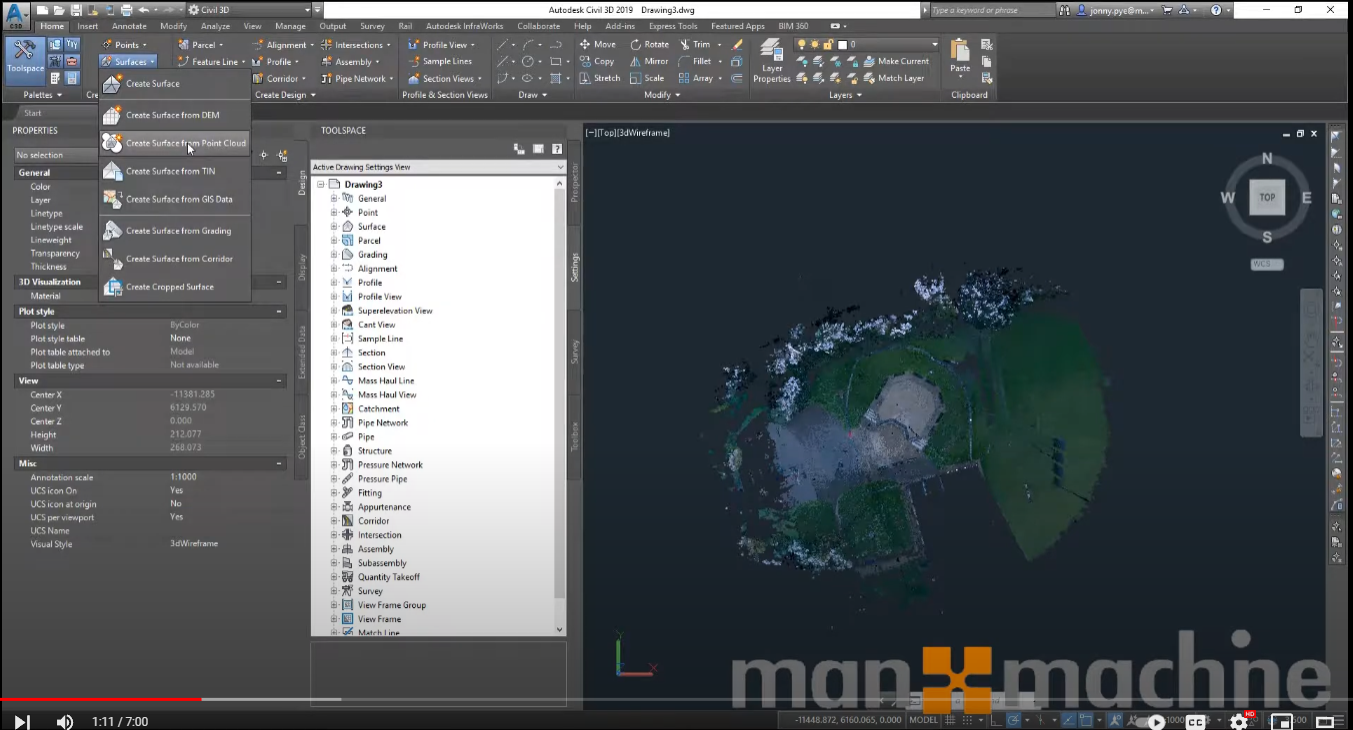 Civil 3D
Autodesk Civil 3D 2019 Drawing3.dwg
Type a keyword or phrase
jonny.pye@m...
Home Insert Annotate Modify Analyze View Manage Output Survey Rail Autodesk InfraWorks Collaborate Help Add-ins Express Tools Featured Apps BIM 360
Toolspace
Points
Surfaces
Parcel
Feature Line
Alignment
Profile
Corridor
Intersections
Assembly
Pipe Network
Profile View
Sample Lines
Section Views
Move
Copy
Stretch
Rotate
Mirror
Scale
Trim
Fillet
Array
Layer
Properties
0
Make Current
Match Layer
Paste
Palettes
Create Design
Profile & Section Views
Draw
Modify
Layers
Clipboard
Create Surface
Create Surface from DEM
Create Surface from Point Cloud
Create Surface from TIN
Create Surface from GIS Data
Create Surface from Grading
Create Surface from Corridor
Create Cropped Surface
Start
PROPERTIES
No selection
General
Color
Layer
Linetype
Linetype scale
Lineweight
Transparency
Thickness
3D Visualization
Material
Plot style
Plot style ByColor
Plot style table None
Plot table attached to Model
Plot table type Not available
View
Center X -11381.285
Center Y 6129.570
Center Z 0.000
Height 212.077
Width 268.073
Misc
Annotation scale 1:1000
UCS icon On Yes
UCS icon at origin No
UCS per viewport Yes
UCS Name
Visual Style 3dWireframe
Design
Display
Extended Data
Object Class
TOOLSPACE
Active Drawing Settings View
Drawing3
General
Point
Surface
Parcel
Grading
Alignment
Profile
Profile View
Superelevation View
Cant View
Sample Line
Section
Section View
Mass Haul Line
Mass Haul View
Catchment
Pipe Network
Pipe
Structure
Pressure Network
Pressure Pipe
Fitting
Appurtenance
Corridor
Intersection
Assembly
Subassembly
Quantity Takeoff
Survey
View Frame Group
View Frame
Match Line
Prospector
Settings
Survey
Toolbox
[−][Top][3dWireframe]
N
W TOP E
S
WCS
Y
X
man machine
1:11 / 7:00
-11448.872, 6160.065, 0.000 MODEL
CC
HD